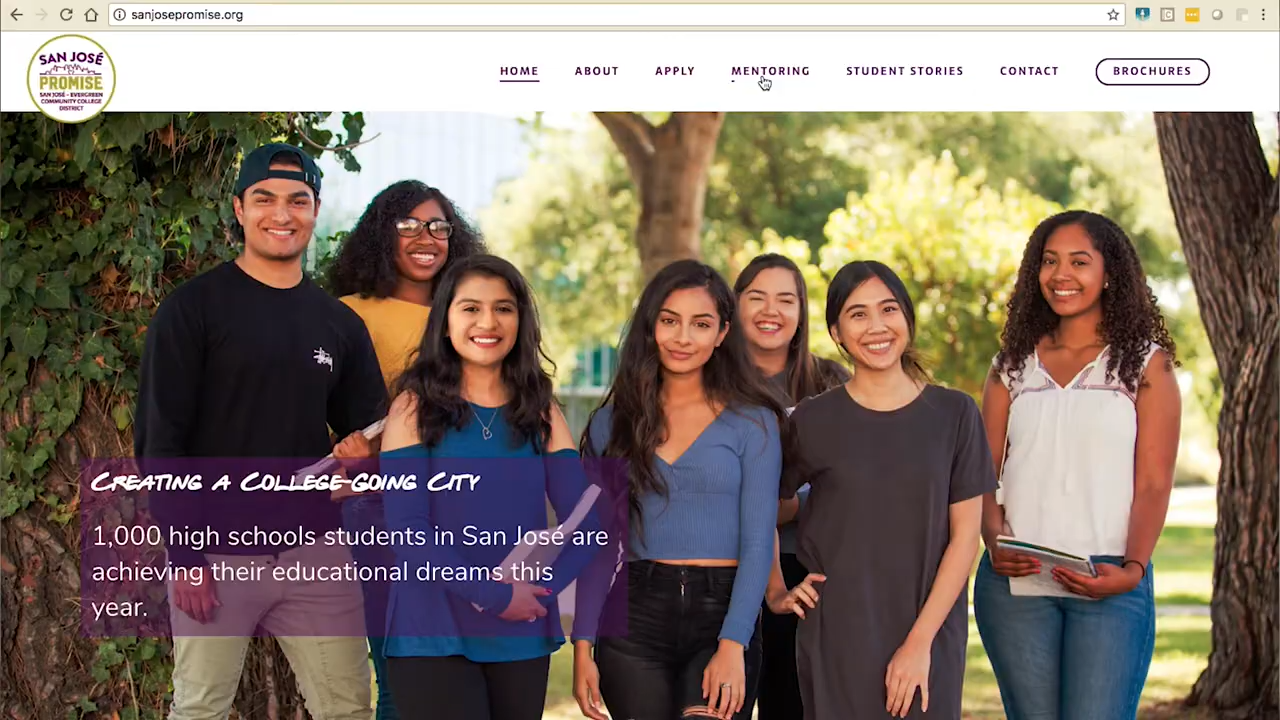 sanjosepromise.org
SAN JOSÉ
PROMISE
SAN JOSÉ - EVERGREEN
COMMUNITY COLLEGE
DISTRICT
HOME
ABOUT
APPLY
MENTORING
STUDENT STORIES
CONTACT
BROCHURES
CREATING A COLLEGE-GOING CITY
1,000 high schools students in San José are
achieving their educational dreams this
year.